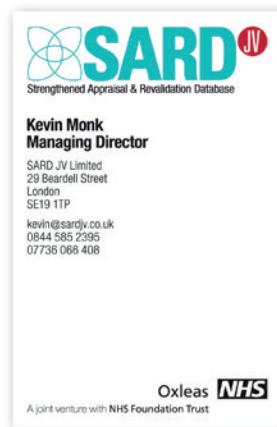 SARD JV
Strengthened Appraisal & Revalidation Database
Kevin Monk
Managing Director
SARD JV Limited
29 Beardell Street
London
SE19 1TP
kevin@sardjv.co.uk
0844 585 2395
07736 066 408
Oxleas NHS
A joint venture with NHS Foundation Trust